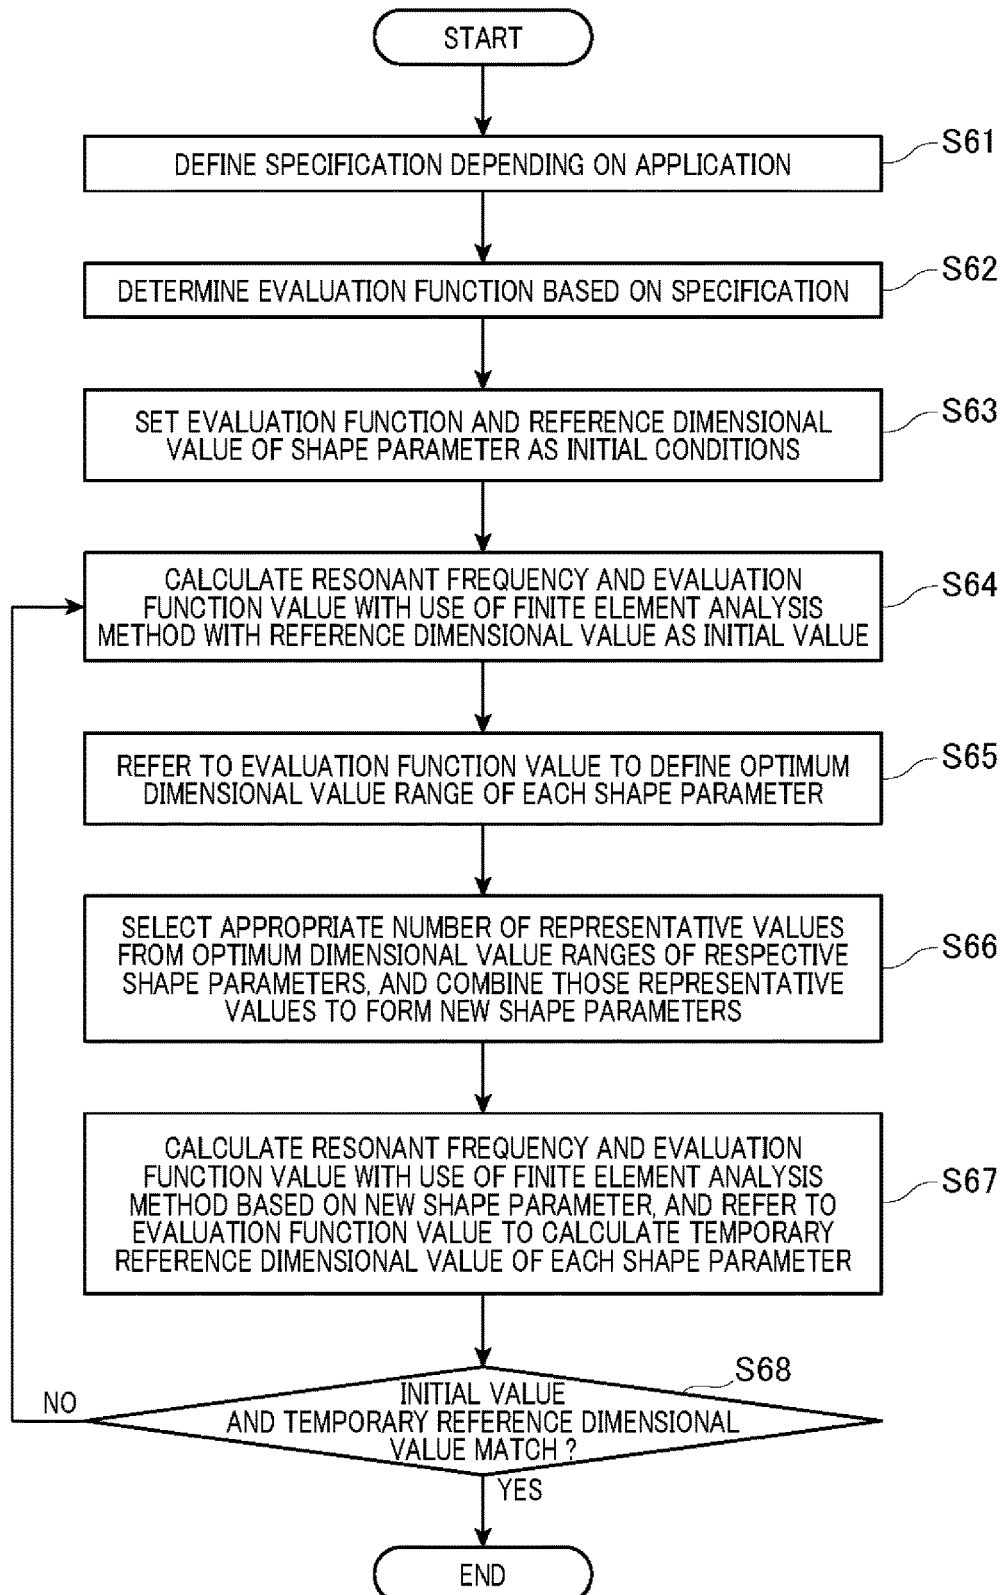 START
S61
DEFINE SPECIFICATION DEPENDING ON APPLICATION
S62
DETERMINE EVALUATION FUNCTION BASED ON SPECIFICATION
S63
SET EVALUATION FUNCTION AND REFERENCE DIMENSIONAL
VALUE OF SHAPE PARAMETER AS INITIAL CONDITIONS
S64
CALCULATE RESONANT FREQUENCY AND EVALUATION
FUNCTION VALUE WITH USE OF FINITE ELEMENT ANALYSIS
METHOD WITH REFERENCE DIMENSIONAL VALUE AS INITIAL VALUE
S65
REFER TO EVALUATION FUNCTION VALUE TO DEFINE OPTIMUM
DIMENSIONAL VALUE RANGE OF EACH SHAPE PARAMETER
S66
SELECT APPROPRIATE NUMBER OF REPRESENTATIVE VALUES
FROM OPTIMUM DIMENSIONAL VALUE RANGES OF RESPECTIVE
SHAPE PARAMETERS, AND COMBINE THOSE REPRESENTATIVE
VALUES TO FORM NEW SHAPE PARAMETERS
S67
CALCULATE RESONANT FREQUENCY AND EVALUATION
FUNCTION VALUE WITH USE OF FINITE ELEMENT ANALYSIS
METHOD BASED ON NEW SHAPE PARAMETER, AND REFER TO
EVALUATION FUNCTION VALUE TO CALCULATE TEMPORARY
REFERENCE DIMENSIONAL VALUE OF EACH SHAPE PARAMETER
S68
NO
INITIAL VALUE
AND TEMPORARY REFERENCE DIMENSIONAL
VALUE MATCH ?
YES
END